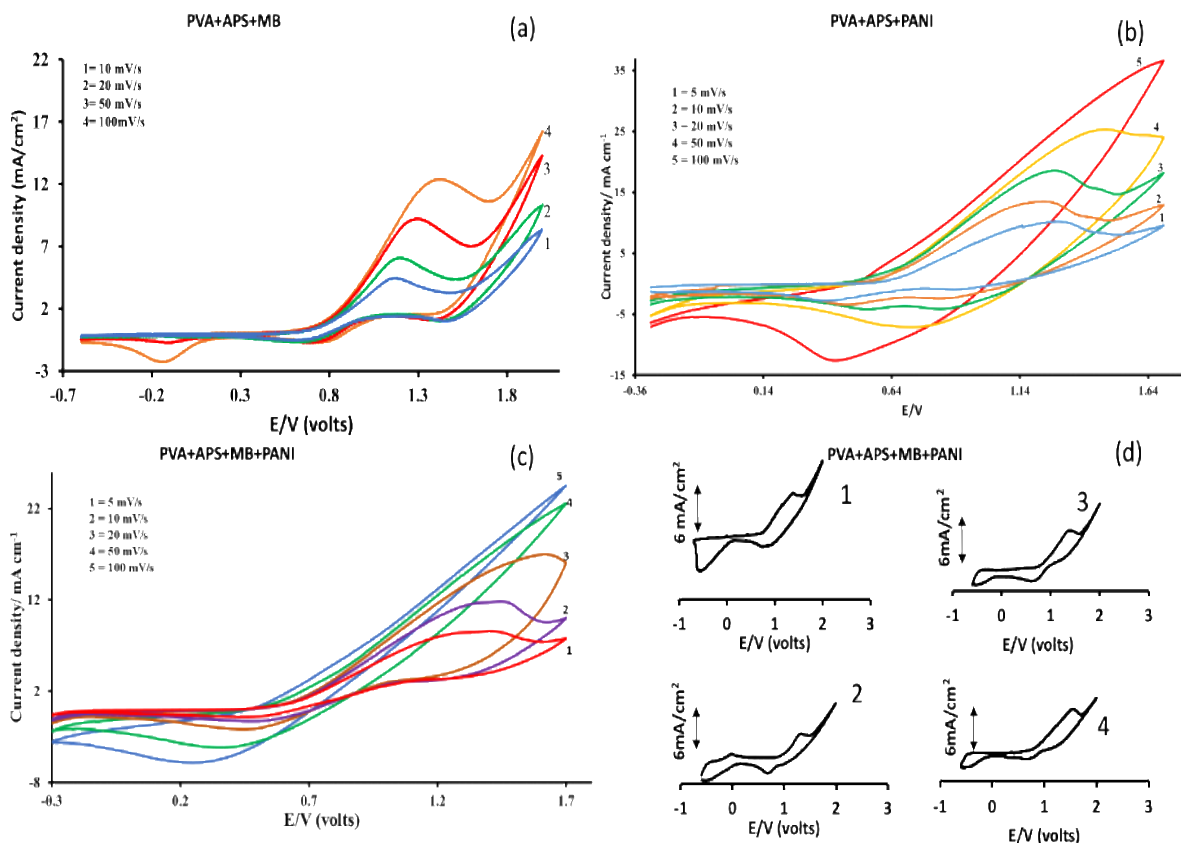 PVA+APS+MB
(a)
1= 10 mV/s
2= 20 mV/s
3= 50 mV/s
4= 100mV/s
22
17
12
7
2
-3
Current density (mA/cm²)
4
3
2
1
-0.7
-0.2
0.3
0.8
1.3
1.8
E/V (volts)
PVA+APS+PANI
(b)
1 = 5 mV/s
2 = 10 mV/s
3 = 20 mV/s
4 = 50 mV/s
5 = 100 mV/s
35
25
15
5
-5
-15
Current density/ mA cm⁻¹
5
4
3
2
1
-0.36
0.14
0.64
1.14
1.64
E/V
PVA+APS+MB+PANI
(c)
1 = 5 mV/s
2 = 10 mV/s
3 = 20 mV/s
4 = 50 mV/s
5 = 100 mV/s
22
12
2
-8
Current density/ mA cm⁻¹
5
4
3
2
1
-0.3
0.2
0.7
1.2
1.7
E/V (volts)
PVA+APS+MB+PANI
(d)
6 mA/cm²
1
-1 0 1 2 3
E/V (volts)
6mA/cm²
3
-1 0 1 2 3
E/V (volts)
6mA/cm²
2
-1 0 1 2 3
E/V (volts)
6mA/cm²
4
-1 0 1 2 3
E/V (volts)